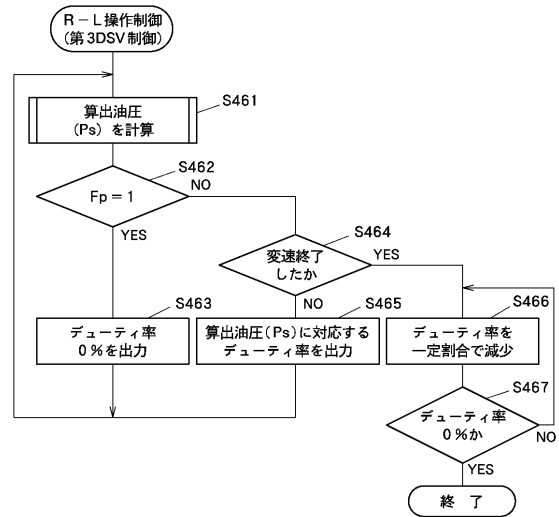 R－L操作制御
(第3DSV制御)
S461
算出油圧
(Ps) を計算
S462
Fp＝1
NO
YES
S464
変速終了
したか
YES
NO
S463
デューティ率
0％を出力
S465
算出油圧(Ps)に対応する
デューティ率を出力
S466
デューティ率を
一定割合で減少
S467
デューティ率
0％か
NO
YES
終 了